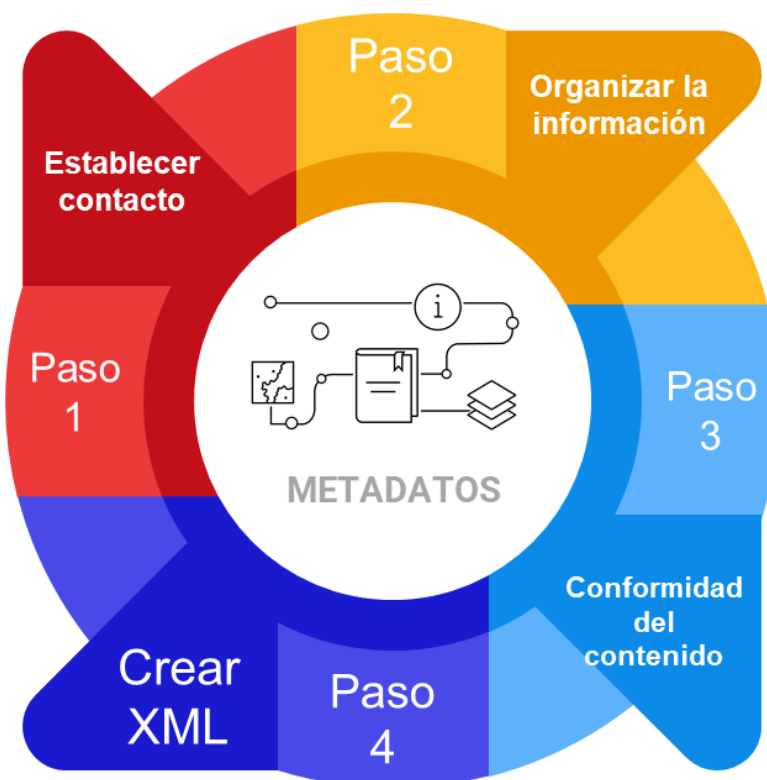 Paso
1
Establecer
contacto
Paso
2
Organizar la
información
Paso
3
Conformidad
del
contenido
Paso
4
Crear
XML
i
METADATOS